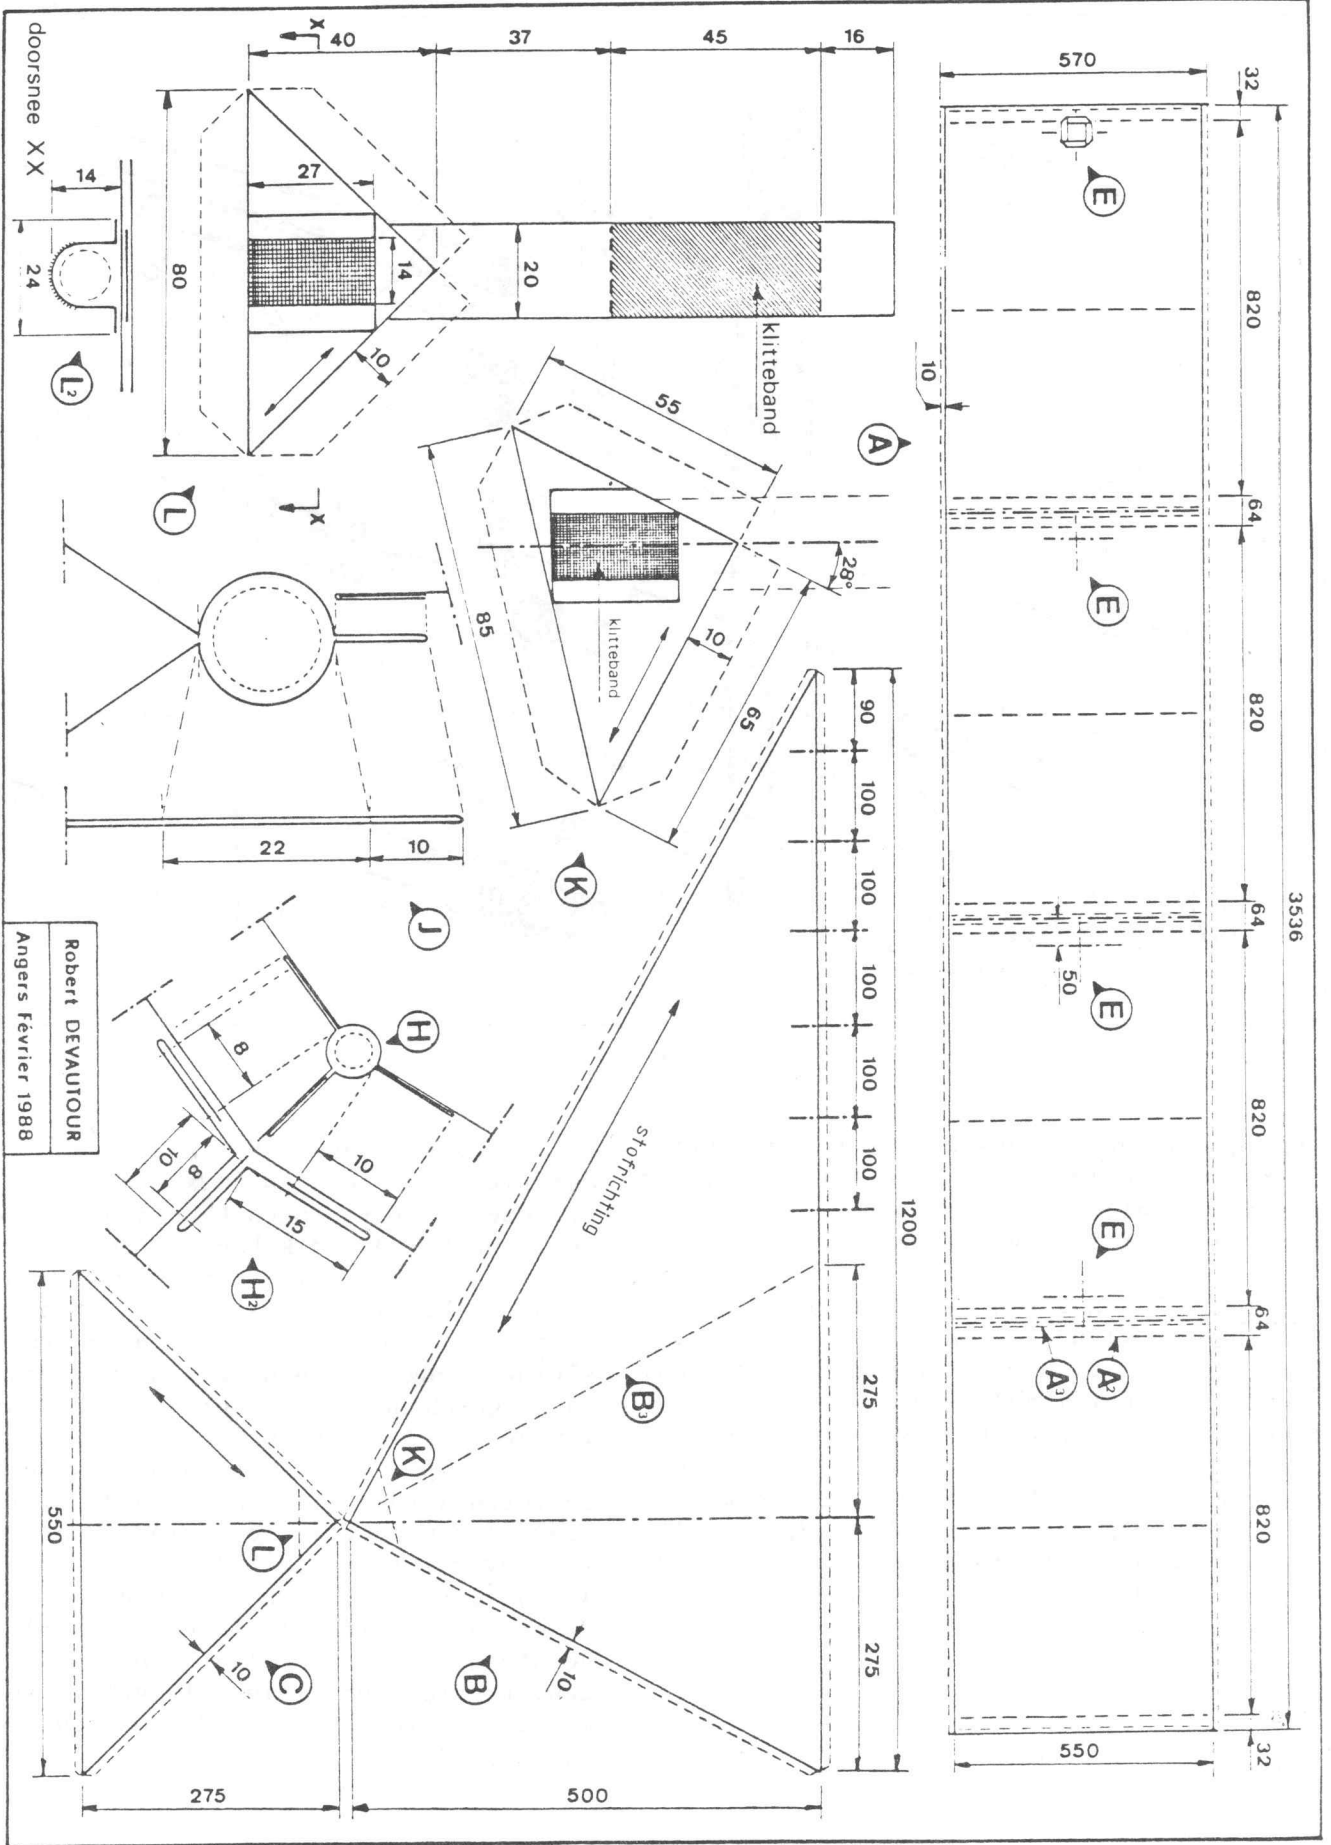 570
32
820
E
820
10
A
64
E
820
64
50
E
3536
820
E
64
A3
A2
820
32
550
x
40
37
45
16
27
14
20
klitteband
80
10
14
24
L2
doorsnee XX
L
x
55
85
klitteband
28°
10
65
K
22
10
J
H
8
10
10
8
15
H2
90
100
100
100
100
100
1200
275
275
stofrichting
B3
K
L
10
C
10
B
550
275
500
Robert DEVAUTOUR
Angers Février 1988